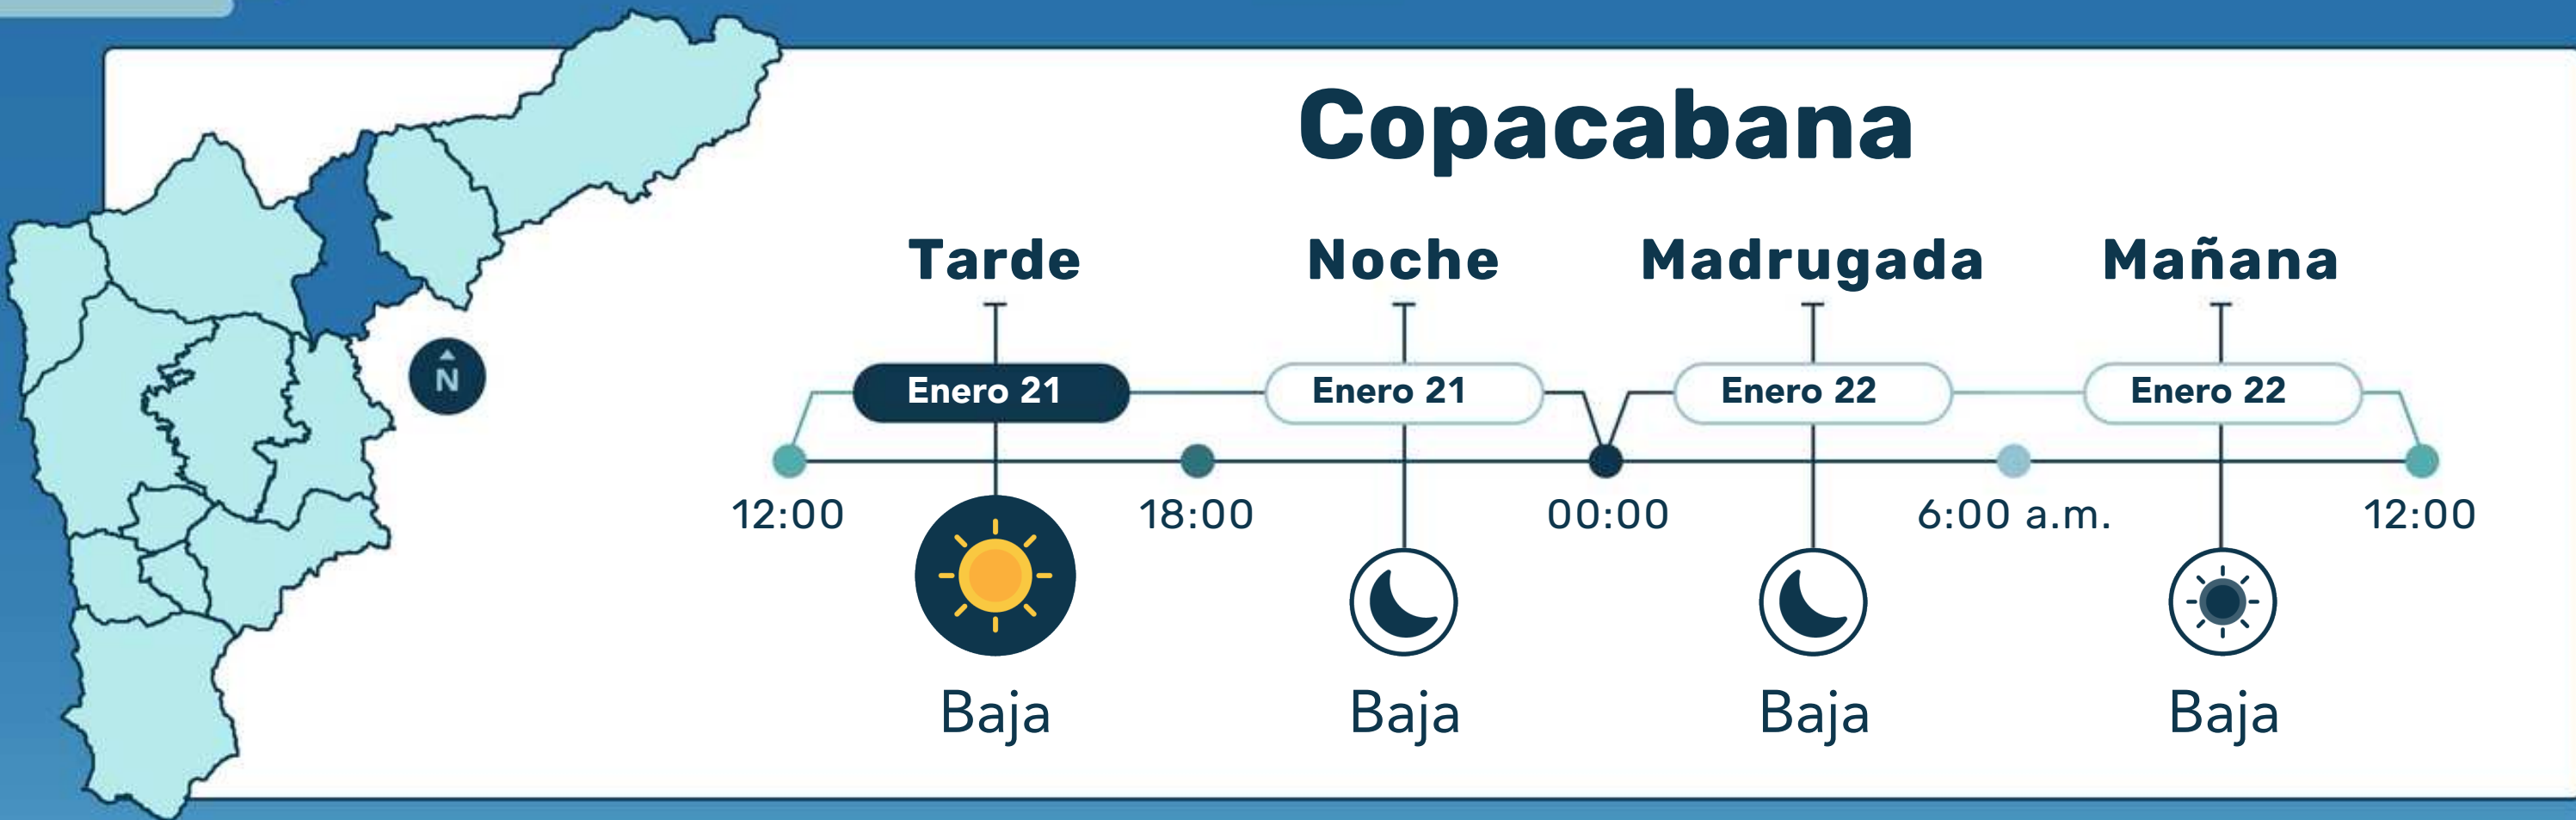 Copacabana
Tarde Noche Madrugada Mañana
Enero 21 Enero 21 Enero 22 Enero 22
N
12:00 18:00 00:00 6:00 a.m. 12:00
Baja Baja Baja Baja